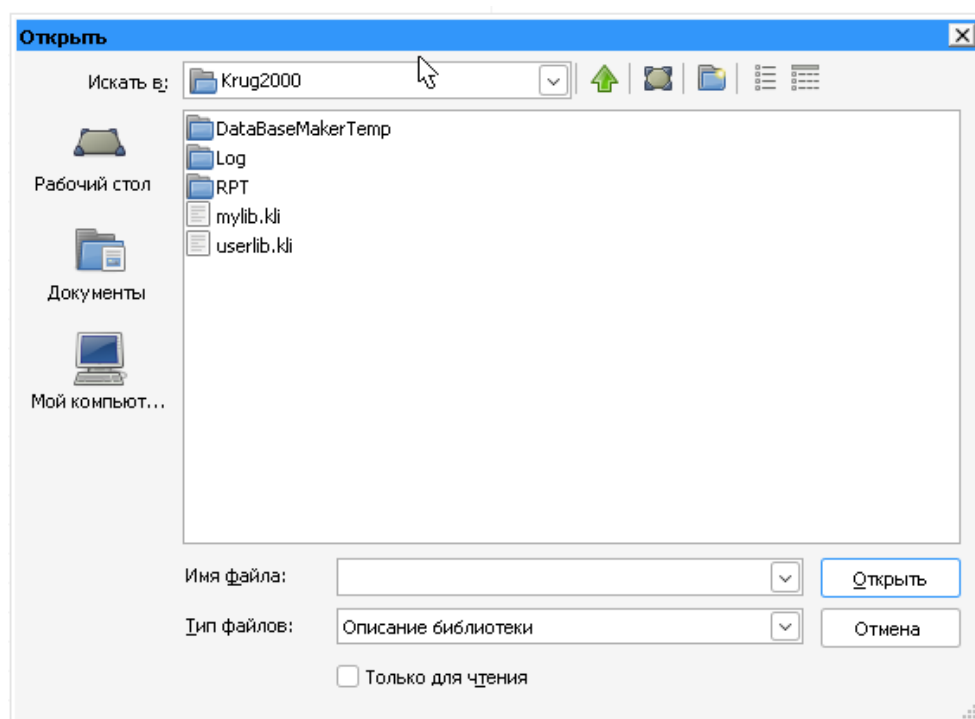 Открыть
Искать в: Krug2000
DataBaseMakerTemp
Log
RPT
mylib.kli
userlib.kli
Рабочий стол
Документы
Мой компьют...
Имя файла: Открыть
Тип файлов: Описание библиотеки Отмена
Только для чтения